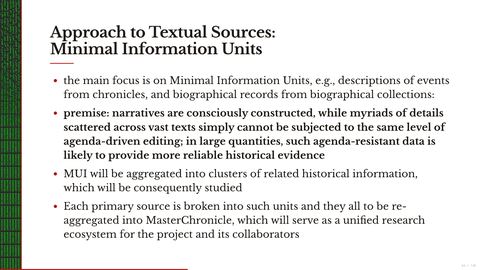 Approach to Textual Sources:
Minimal Information Units
• the main focus is on Minimal Information Units, e.g., descriptions of events
from chronicles, and biographical records from biographical collections:
• premise: narratives are consciously constructed, while myriads of details
scattered across vast texts simply cannot be subjected to the same level of
agenda-driven editing; in large quantities, such agenda-resistant data is
likely to provide more reliable historical evidence
• MUI will be aggregated into clusters of related historical information,
which will be consequently studied
• Each primary source is broken into such units and they all to be re-
aggregated into MasterChronicle, which will serve as a unified research
ecosystem for the project and its collaborators